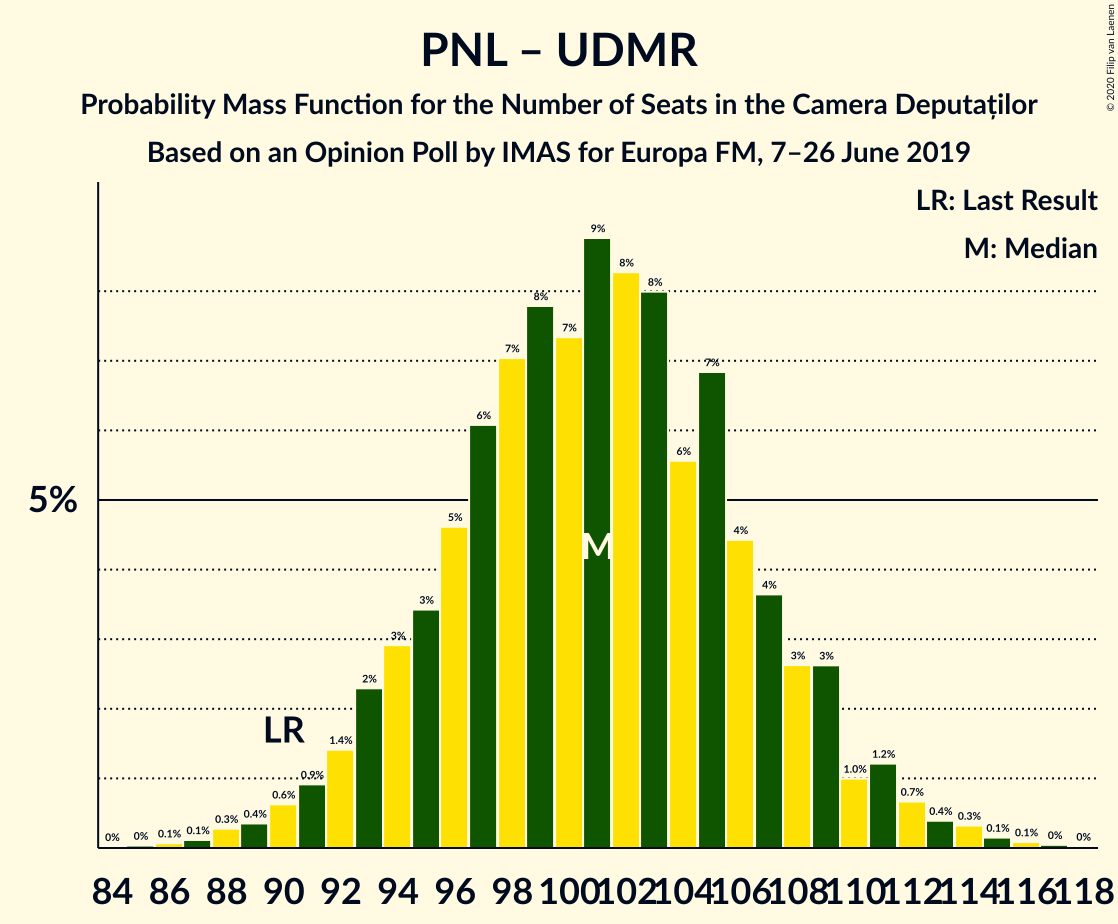 PNL – UDMR
Probability Mass Function for the Number of Seats in the Camera Deputaților
Based on an Opinion Poll by IMAS for Europa FM, 7–26 June 2019
© 2020 Filip van Laenen
LR: Last Result
M: Median
5%
LR
M
0% 0% 0.1% 0.1% 0.3% 0.4% 0.6% 0.9% 1.4% 2% 3% 3% 5% 6% 7% 8% 7% 9% 8% 8% 6% 7% 4% 4% 3% 3% 1.0% 1.2% 0.7% 0.4% 0.3% 0.1% 0.1% 0% 0%
84 86 88 90 92 94 96 98 100 102 104 106 108 110 112 114 116 118